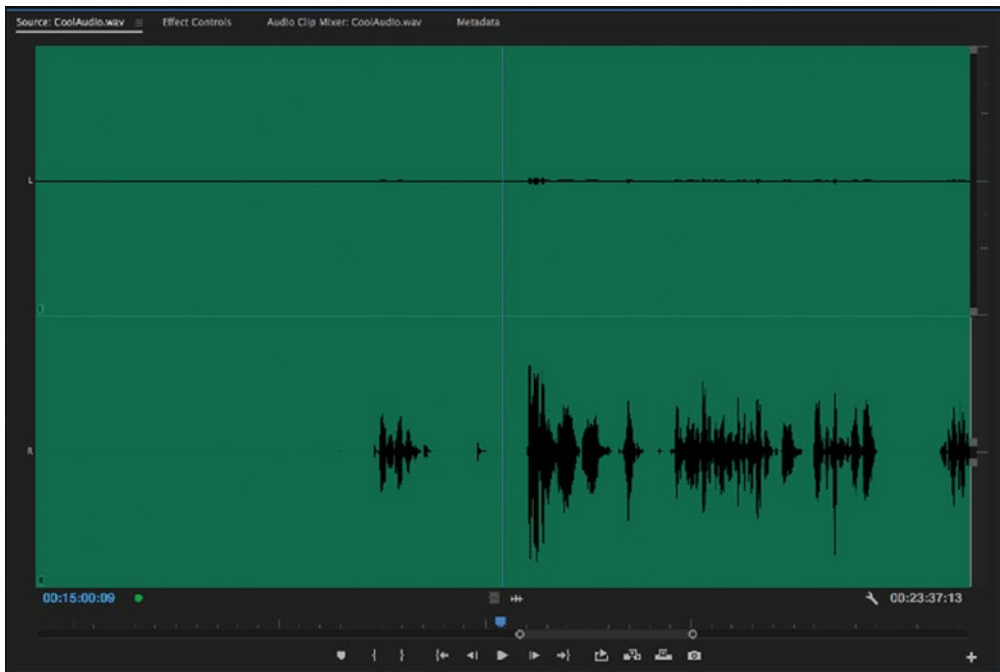 Source: CoolAudio.wav Effect Controls Audio Clip Mixer: CoolAudio.wav Metadata
L
R
00:15:00:09 00:23:37:13